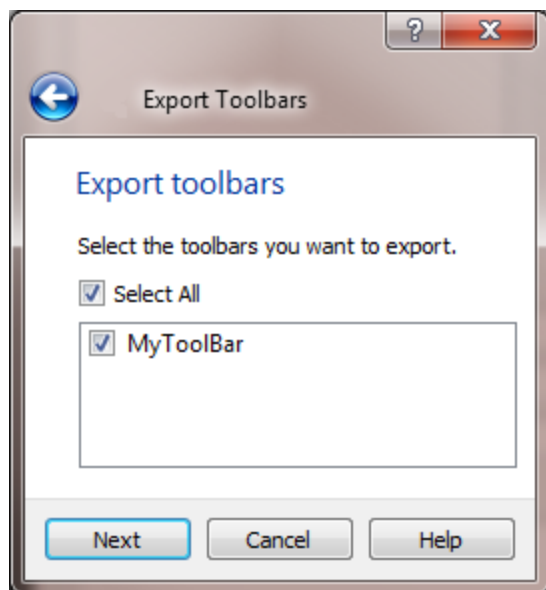 ?
X
Export Toolbars
Export toolbars
Select the toolbars you want to export.
Select All
MyToolBar
Next Cancel Help